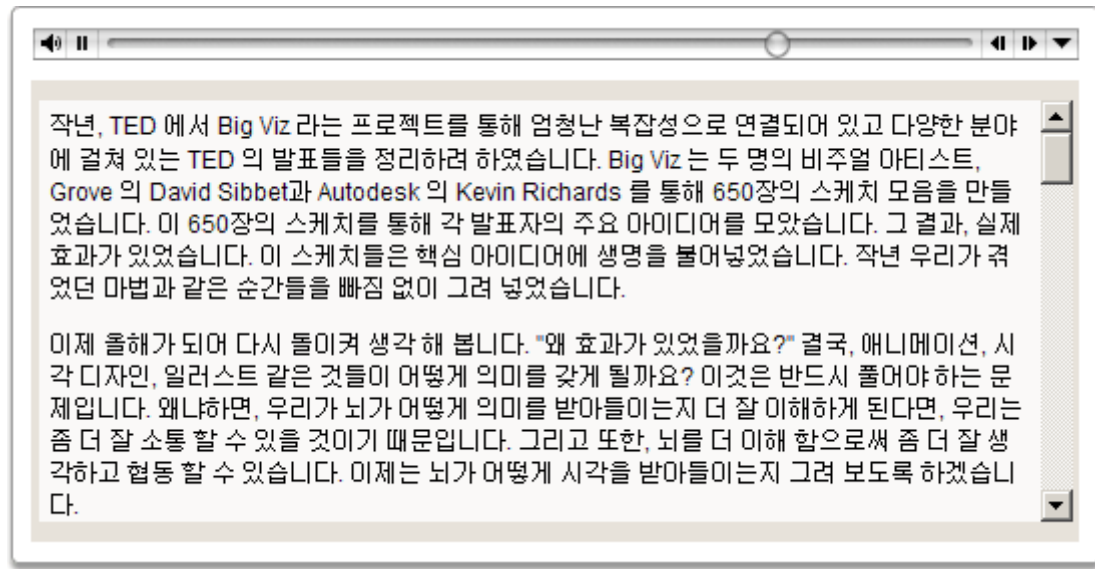 작년, TED 에서 Big Viz 라는 프로젝트를 통해 엄청난 복잡성으로 연결되어 있고 다양한 분야
에 걸쳐 있는 TED 의 발표들을 정리하려 하였습니다. Big Viz 는 두 명의 비주얼 아티스트,
Grove 의 David Sibbet과 Autodesk 의 Kevin Richards 를 통해 650장의 스케치 모음을 만들
었습니다. 이 650장의 스케치를 통해 각 발표자의 주요 아이디어를 모았습니다. 그 결과, 실제
효과가 있었습니다. 이 스케치들은 핵심 아이디어에 생명을 불어넣었습니다. 작년 우리가 겪
었던 마법과 같은 순간들을 빠짐 없이 그려 넣었습니다.
이제 올해가 되어 다시 돌이켜 생각 해 봅니다. "왜 효과가 있었을까요?" 결국, 애니메이션, 시
각 디자인, 일러스트 같은 것들이 어떻게 의미를 갖게 될까요? 이것은 반드시 풀어야 하는 문
제입니다. 왜냐하면, 우리가 뇌가 어떻게 의미를 받아들이는지 더 잘 이해하게 된다면, 우리는
좀 더 잘 소통 할 수 있을 것이기 때문입니다. 그리고 또한, 뇌를 더 이해 함으로써 좀 더 잘 생
각하고 협동 할 수 있습니다. 이제는 뇌가 어떻게 시각을 받아들이는지 그려 보도록 하겠습니
다.